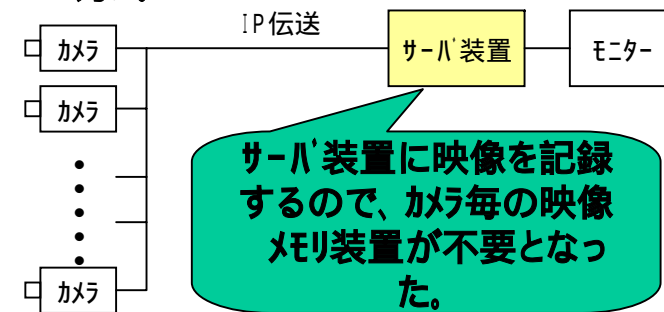 IP伝送
カメラ
サーバ装置
モニター
カメラ
サーバ装置に映像を記録
するので、カメラ毎の映像
メモリ装置が不要となっ
た。
カメラ